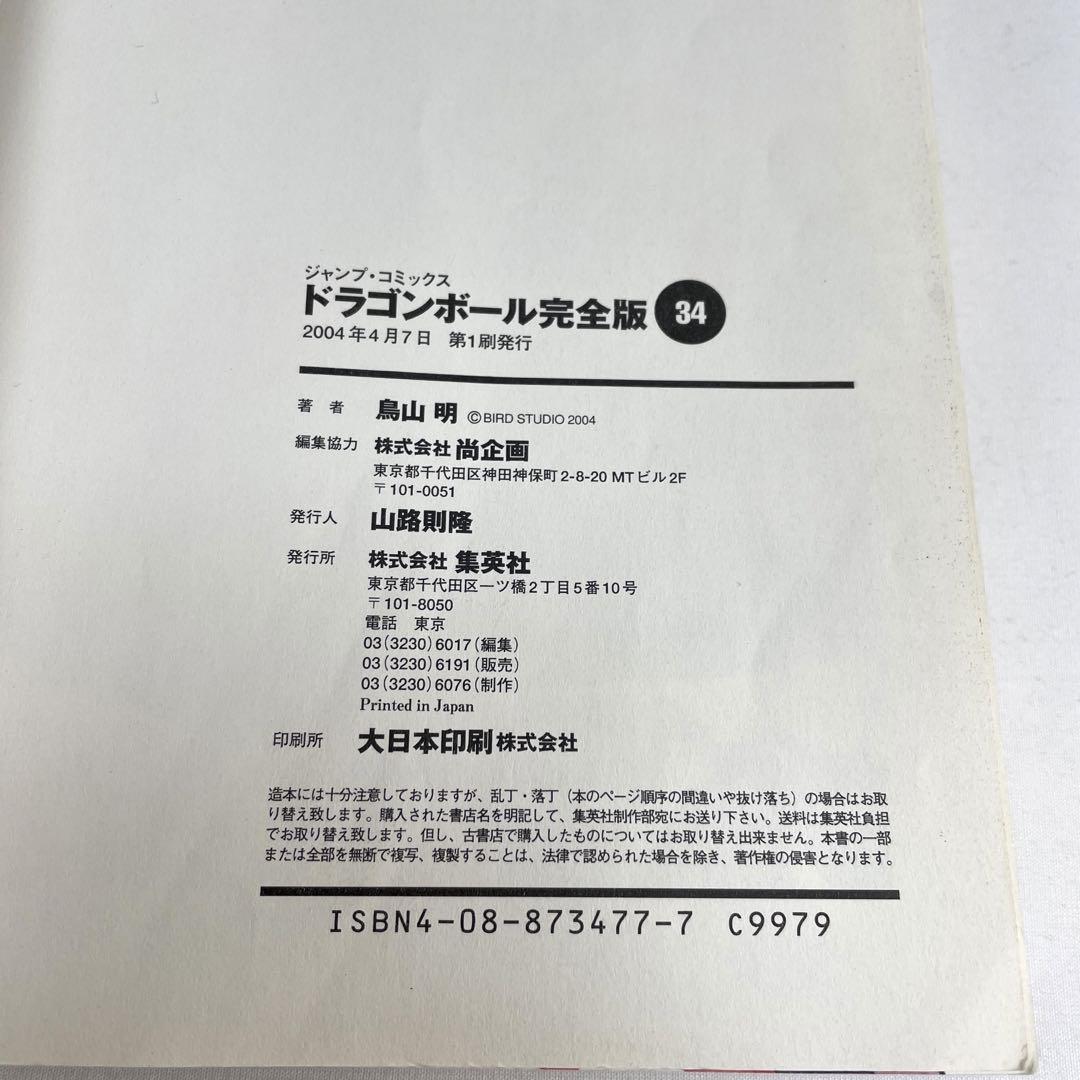 ジャンプ・コミックス
ドラゴンボール完全版 34
2004年4月7日 第1刷発行
著者 鳥山 明 ©BIRD STUDIO 2004
編集協力 株式会社 尚企画
東京都千代田区神田神保町2-8-20 MTビル2F
〒101-0051
発行人 山路則隆
発行所 株式会社 集英社
東京都千代田区一ツ橋2丁目5番10号
〒101-8050
電話 東京
03(3230)6017(編集)
03(3230)6191(販売)
03(3230)6076(制作)
Printed in Japan
印刷所 大日本印刷株式会社
造本には十分注意しておりますが、乱丁・落丁(本のページ順序の間違いや抜け落ち)の場合はお取
り替え致します。購入された書店名を明記して、集英社制作部宛にお送り下さい。送料は集英社負担
でお取り替え致します。但し、古書店で購入したものについてはお取り替え出来ません。本書の一部
または全部を無断で複写、複製することは、法律で認められた場合を除き、著作権の侵害となります。
ISBN4-08-873477-7 C9979